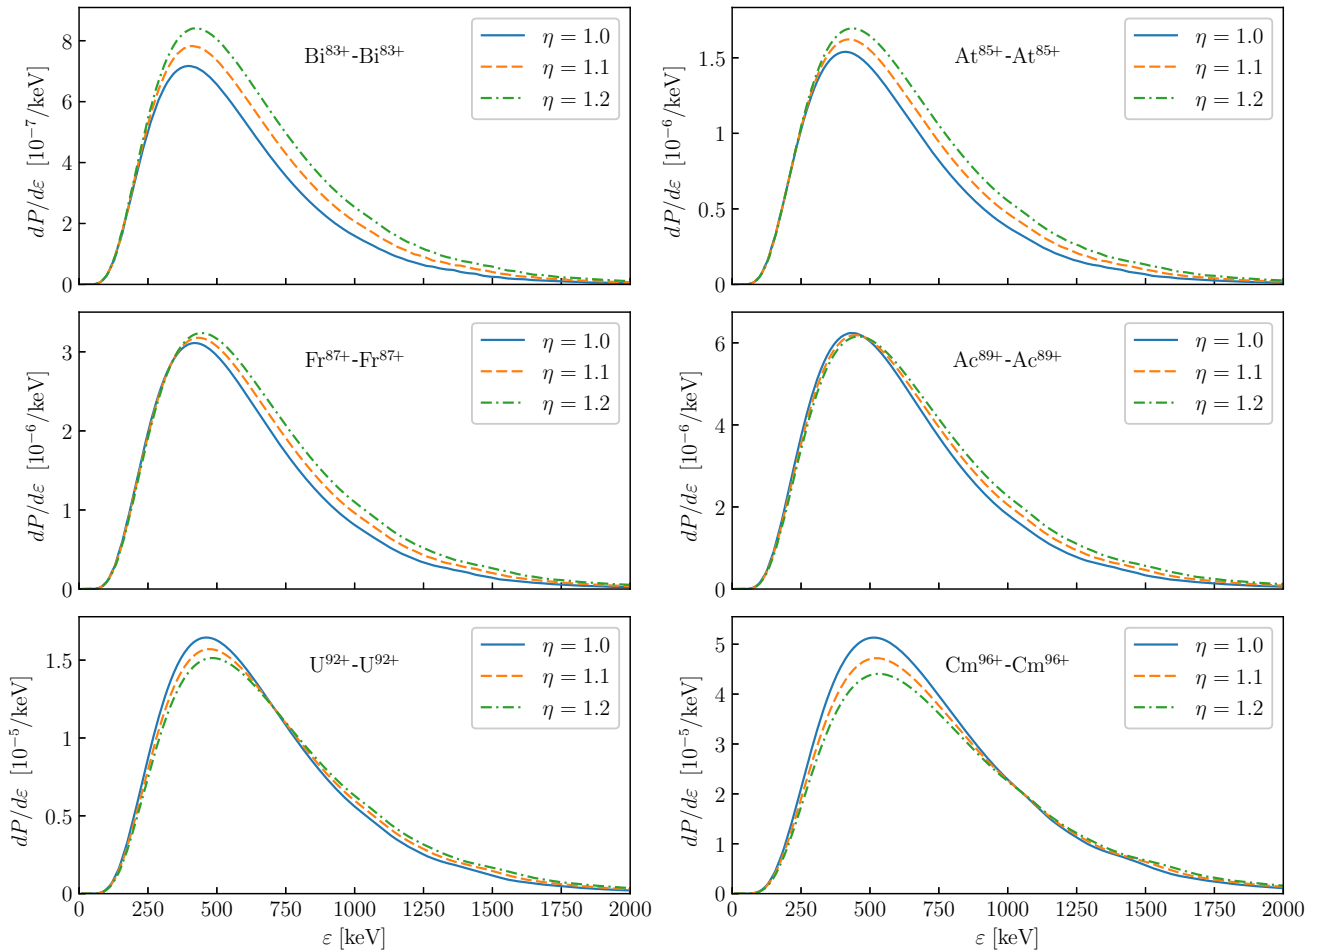 dP/dε [10⁻⁷/keV]
8
6
4
2
0
Bi⁸³⁺-Bi⁸³⁺
η = 1.0
η = 1.1
η = 1.2
dP/dε [10⁻⁶/keV]
1.5
1
0.5
0
At⁸⁵⁺-At⁸⁵⁺
η = 1.0
η = 1.1
η = 1.2
dP/dε [10⁻⁶/keV]
3
2
1
0
Fr⁸⁷⁺-Fr⁸⁷⁺
η = 1.0
η = 1.1
η = 1.2
dP/dε [10⁻⁶/keV]
6
4
2
0
Ac⁸⁹⁺-Ac⁸⁹⁺
η = 1.0
η = 1.1
η = 1.2
dP/dε [10⁻⁵/keV]
1.5
1
0.5
0
U⁹²⁺-U⁹²⁺
η = 1.0
η = 1.1
η = 1.2
0 250 500 750 1000 1250 1500 1750 2000
ε [keV]
dP/dε [10⁻⁵/keV]
5
4
3
2
1
0
Cm⁹⁶⁺-Cm⁹⁶⁺
η = 1.0
η = 1.1
η = 1.2
0 250 500 750 1000 1250 1500 1750 2000
ε [keV]